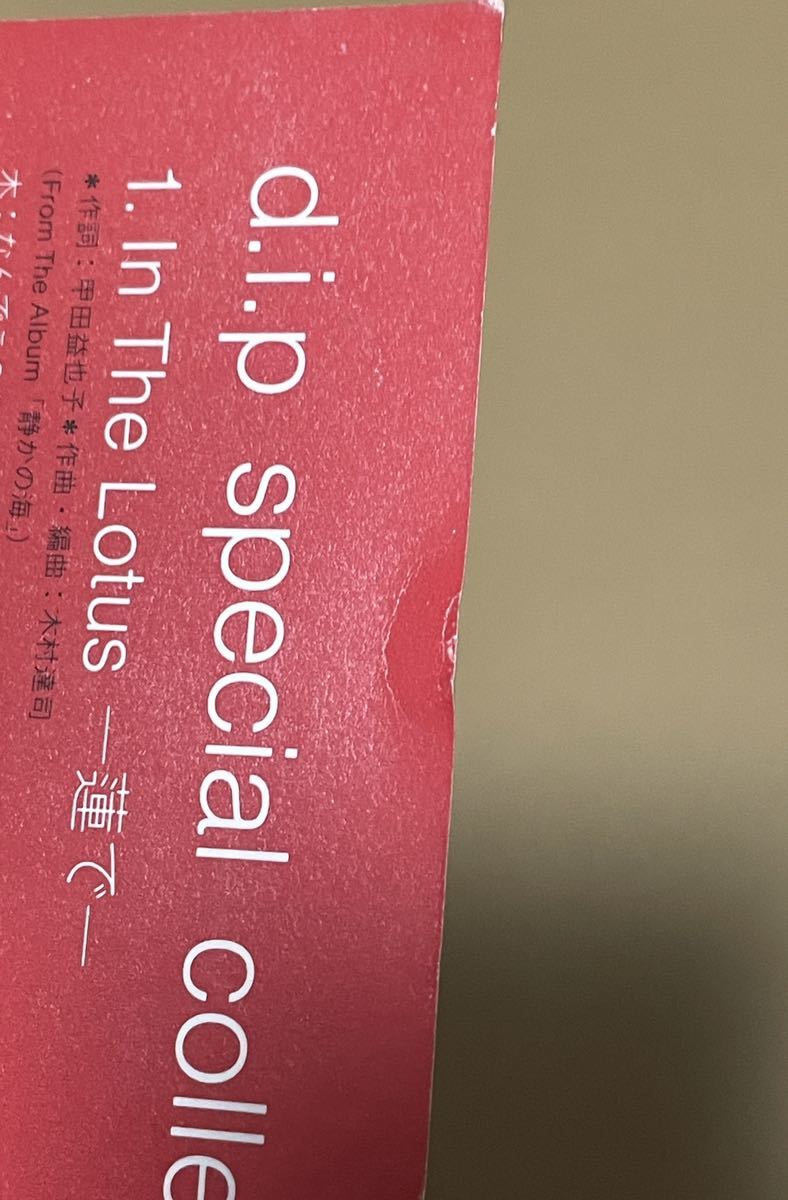 d.i.p special colle
1. In The Lotus —蓮で—
*作詞：甲田益也子*作曲・編曲：木村達司
(From The Album「静かの海」)